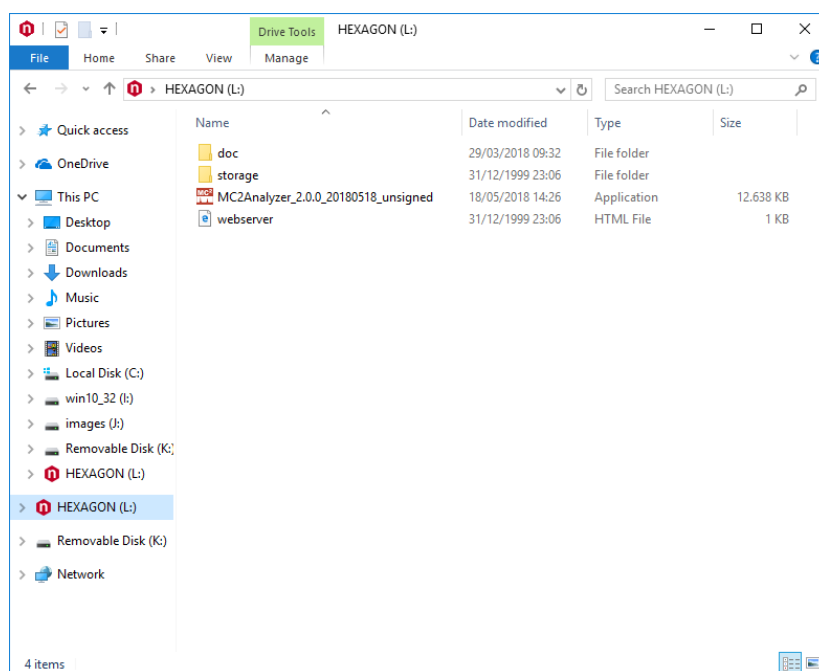 Drive Tools HEXAGON (L:)
File Home Share View Manage
HEXAGON (L:) Search HEXAGON (L:)
Name Date modified Type Size
Quick access
OneDrive
This PC
Desktop
Documents
Downloads
Music
Pictures
Videos
Local Disk (C:)
win10_32 (I:)
images (J:)
Removable Disk (K:)
HEXAGON (L:)
HEXAGON (L:)
Removable Disk (K:)
Network
doc 29/03/2018 09:32 File folder
storage 31/12/1999 23:06 File folder
MC2 MC2Analyzer_2.0.0_20180518_unsigned 18/05/2018 14:26 Application 12.638 KB
webserver 31/12/1999 23:06 HTML File 1 KB
4 items